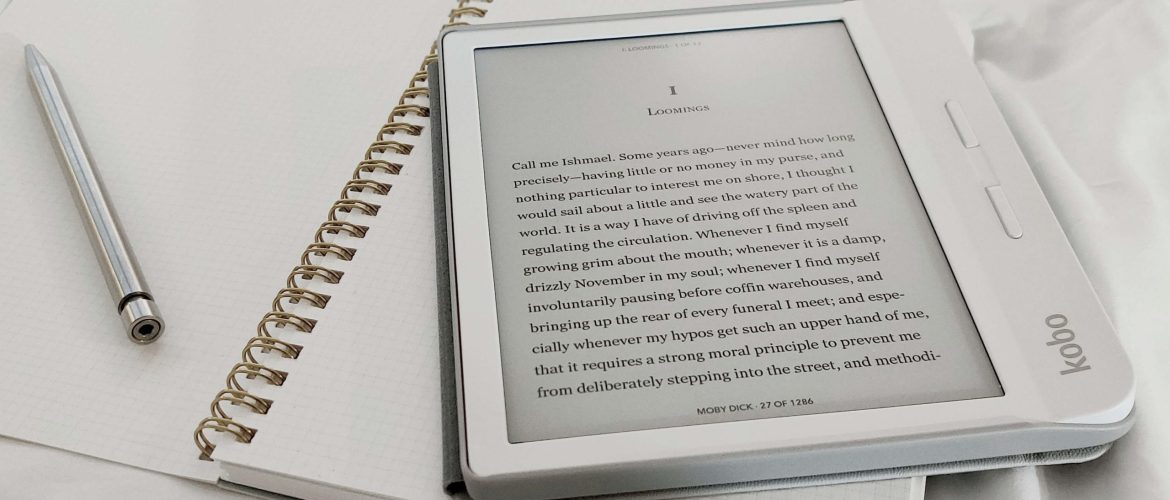 1. LOOMINGS · 1 OF 13
I
LOOMINGS
Call me Ishmael. Some years ago—never mind how long
precisely—having little or no money in my purse, and
nothing particular to interest me on shore, I thought I
would sail about a little and see the watery part of the
world. It is a way I have of driving off the spleen and
regulating the circulation. Whenever I find myself
growing grim about the mouth; whenever it is a damp,
drizzly November in my soul; whenever I find myself
involuntarily pausing before coffin warehouses, and
bringing up the rear of every funeral I meet; and espe-
cially whenever my hypos get such an upper hand of me,
that it requires a strong moral principle to prevent me
from deliberately stepping into the street, and methodi-
MOBY DICK · 27 OF 1286
kobo